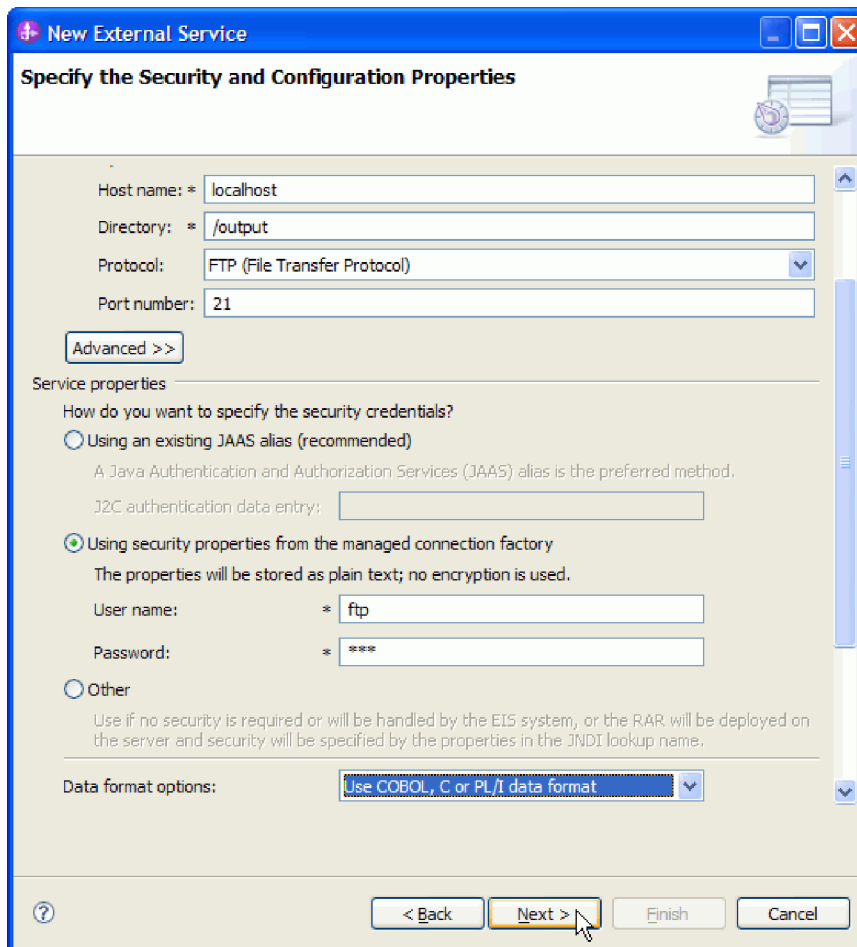 New External Service
Specify the Security and Configuration Properties
Host name: * localhost
Directory: * /output
Protocol: FTP (File Transfer Protocol)
Port number: 21
Advanced >>
Service properties
How do you want to specify the security credentials?
Using an existing JAAS alias (recommended)
A Java Authentication and Authorization Services (JAAS) alias is the preferred method.
J2C authentication data entry:
Using security properties from the managed connection factory
The properties will be stored as plain text; no encryption is used.
User name: * ftp
Password: * ***
Other
Use if no security is required or will be handled by the EIS system, or the RAR will be deployed on
the server and security will be specified by the properties in the JNDI lookup name.
Data format options: Use COBOL, C or PL/I data format
? < Back Next > Finish Cancel